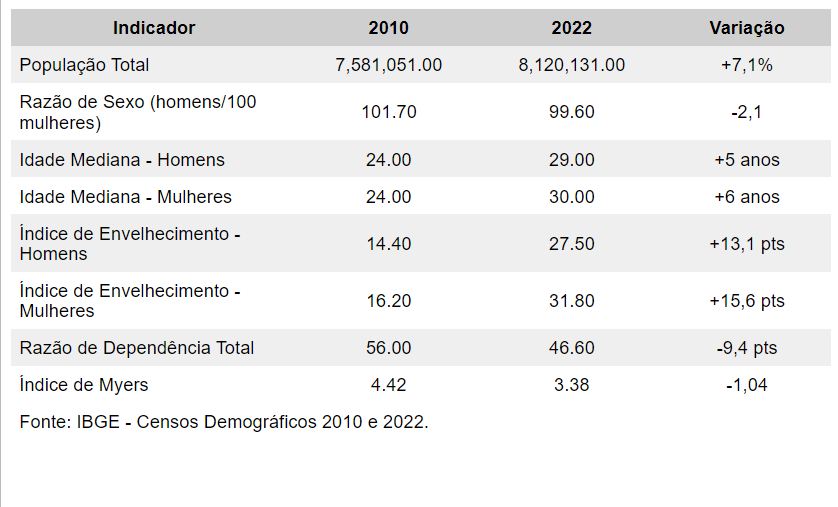 Indicador 2010 2022 Variação
População Total 7,581,051.00 8,120,131.00 +7,1%
Razão de Sexo (homens/100
mulheres) 101.70 99.60 -2,1
Idade Mediana - Homens 24.00 29.00 +5 anos
Idade Mediana - Mulheres 24.00 30.00 +6 anos
Índice de Envelhecimento -
Homens 14.40 27.50 +13,1 pts
Índice de Envelhecimento -
Mulheres 16.20 31.80 +15,6 pts
Razão de Dependência Total 56.00 46.60 -9,4 pts
Índice de Myers 4.42 3.38 -1,04
Fonte: IBGE - Censos Demográficos 2010 e 2022.